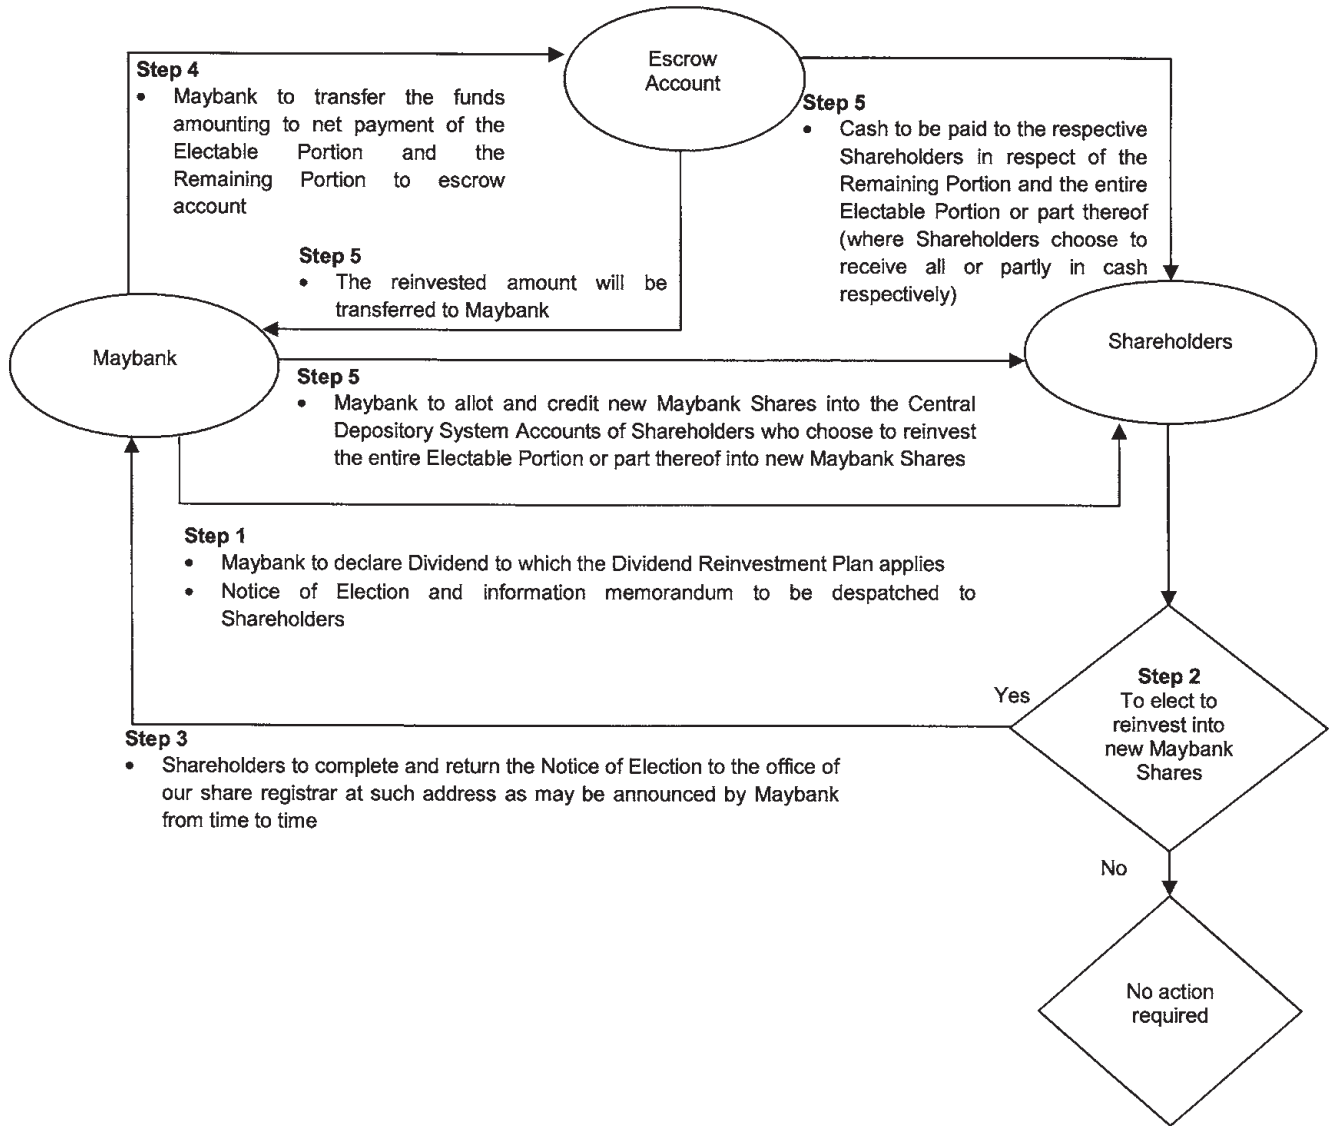 Escrow
Account
Step 4
• Maybank to transfer the funds
amounting to net payment of the
Electable Portion and the
Remaining Portion to escrow
account
Step 5
• Cash to be paid to the respective
Shareholders in respect of the
Remaining Portion and the entire
Electable Portion or part thereof
(where Shareholders choose to
receive all or partly in cash
respectively)
Step 5
• The reinvested amount will be
transferred to Maybank
Maybank
Shareholders
Step 5
• Maybank to allot and credit new Maybank Shares into the Central
Depository System Accounts of Shareholders who choose to reinvest
the entire Electable Portion or part thereof into new Maybank Shares
Step 1
• Maybank to declare Dividend to which the Dividend Reinvestment Plan applies
• Notice of Election and information memorandum to be despatched to
Shareholders
Yes
Step 2
To elect to
reinvest into
new Maybank
Shares
Step 3
• Shareholders to complete and return the Notice of Election to the office of
our share registrar at such address as may be announced by Maybank
from time to time
No
No action
required